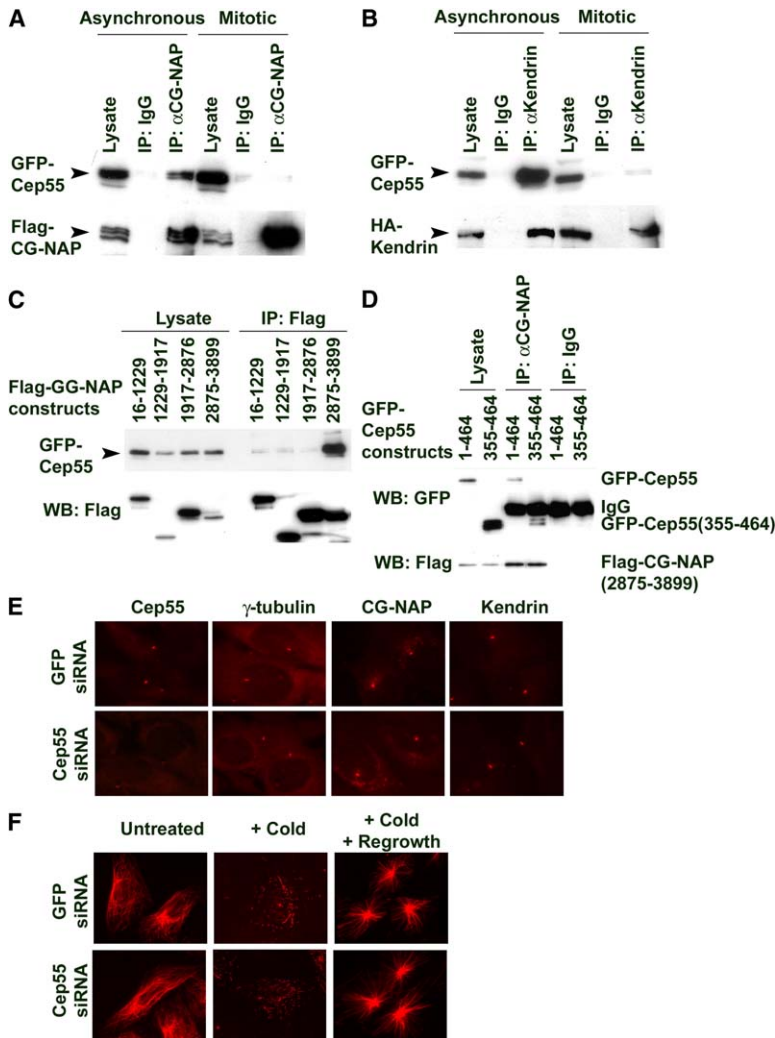 A
Asynchronous Mitotic
Lysate
IP: IgG
IP: αCG-NAP
Lysate
IP: IgG
IP: αCG-NAP
GFP-
Cep55
Flag-
CG-NAP
B
Asynchronous Mitotic
Lysate
IP: IgG
IP: αKendrin
Lysate
IP: IgG
IP: αKendrin
GFP-
Cep55
HA-
Kendrin
C
Lysate IP: Flag
Flag-GG-NAP
constructs
16-1229
1229-1917
1917-2876
2875-3899
16-1229
1229-1917
1917-2876
2875-3899
GFP-
Cep55
WB: Flag
D
Lysate
IP: αCG-NAP
IP: IgG
GFP-
Cep55
constructs
1-464
355-464
1-464
355-464
1-464
355-464
WB: GFP
GFP-Cep55
IgG
GFP-Cep55(355-464)
WB: Flag
Flag-CG-NAP
(2875-3899)
E
Cep55 γ-tubulin CG-NAP Kendrin
GFP
siRNA
Cep55
siRNA
F
Untreated + Cold + Cold
+ Regrowth
GFP
siRNA
Cep55
siRNA